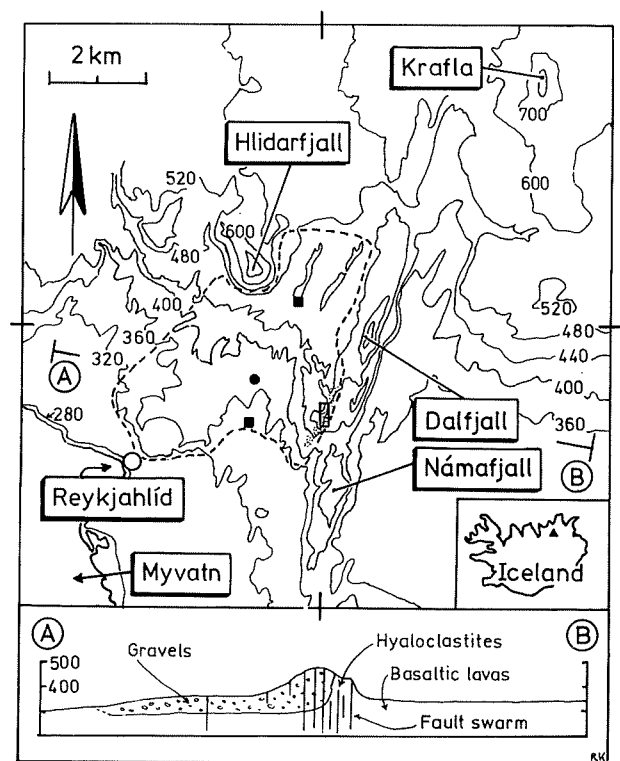 2 km
Krafla
700
Hlidarfjall
600
520
600
480
400
520
360
480
320
440
A
400
280
360
Dalfjall
B
Námafjall
Reykjahlíd
Iceland
Myvatn
A
B
500
Gravels
Hyaloclastites
400
Basaltic lavas
Fault swarm
RK